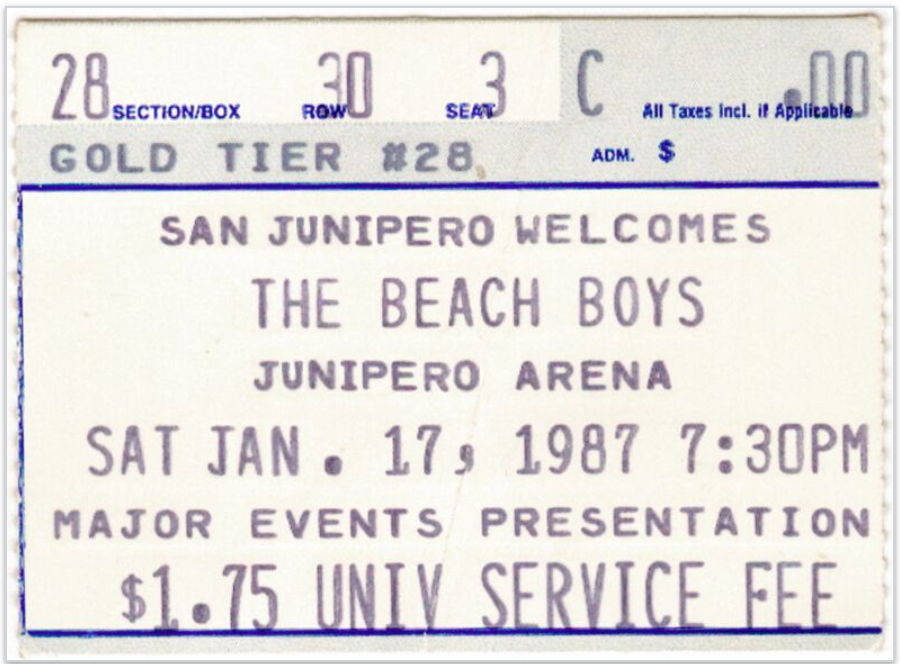 28 SECTION/BOX 30 ROW 3 SEAT C .00 All Taxes Incl. if Applicable
GOLD TIER #28 ADM. $
SAN JUNIPERO WELCOMES
THE BEACH BOYS
JUNIPERO ARENA
SAT JAN. 17, 1987 7:30PM
MAJOR EVENTS PRESENTATION
$1.75 UNIV SERVICE FEE